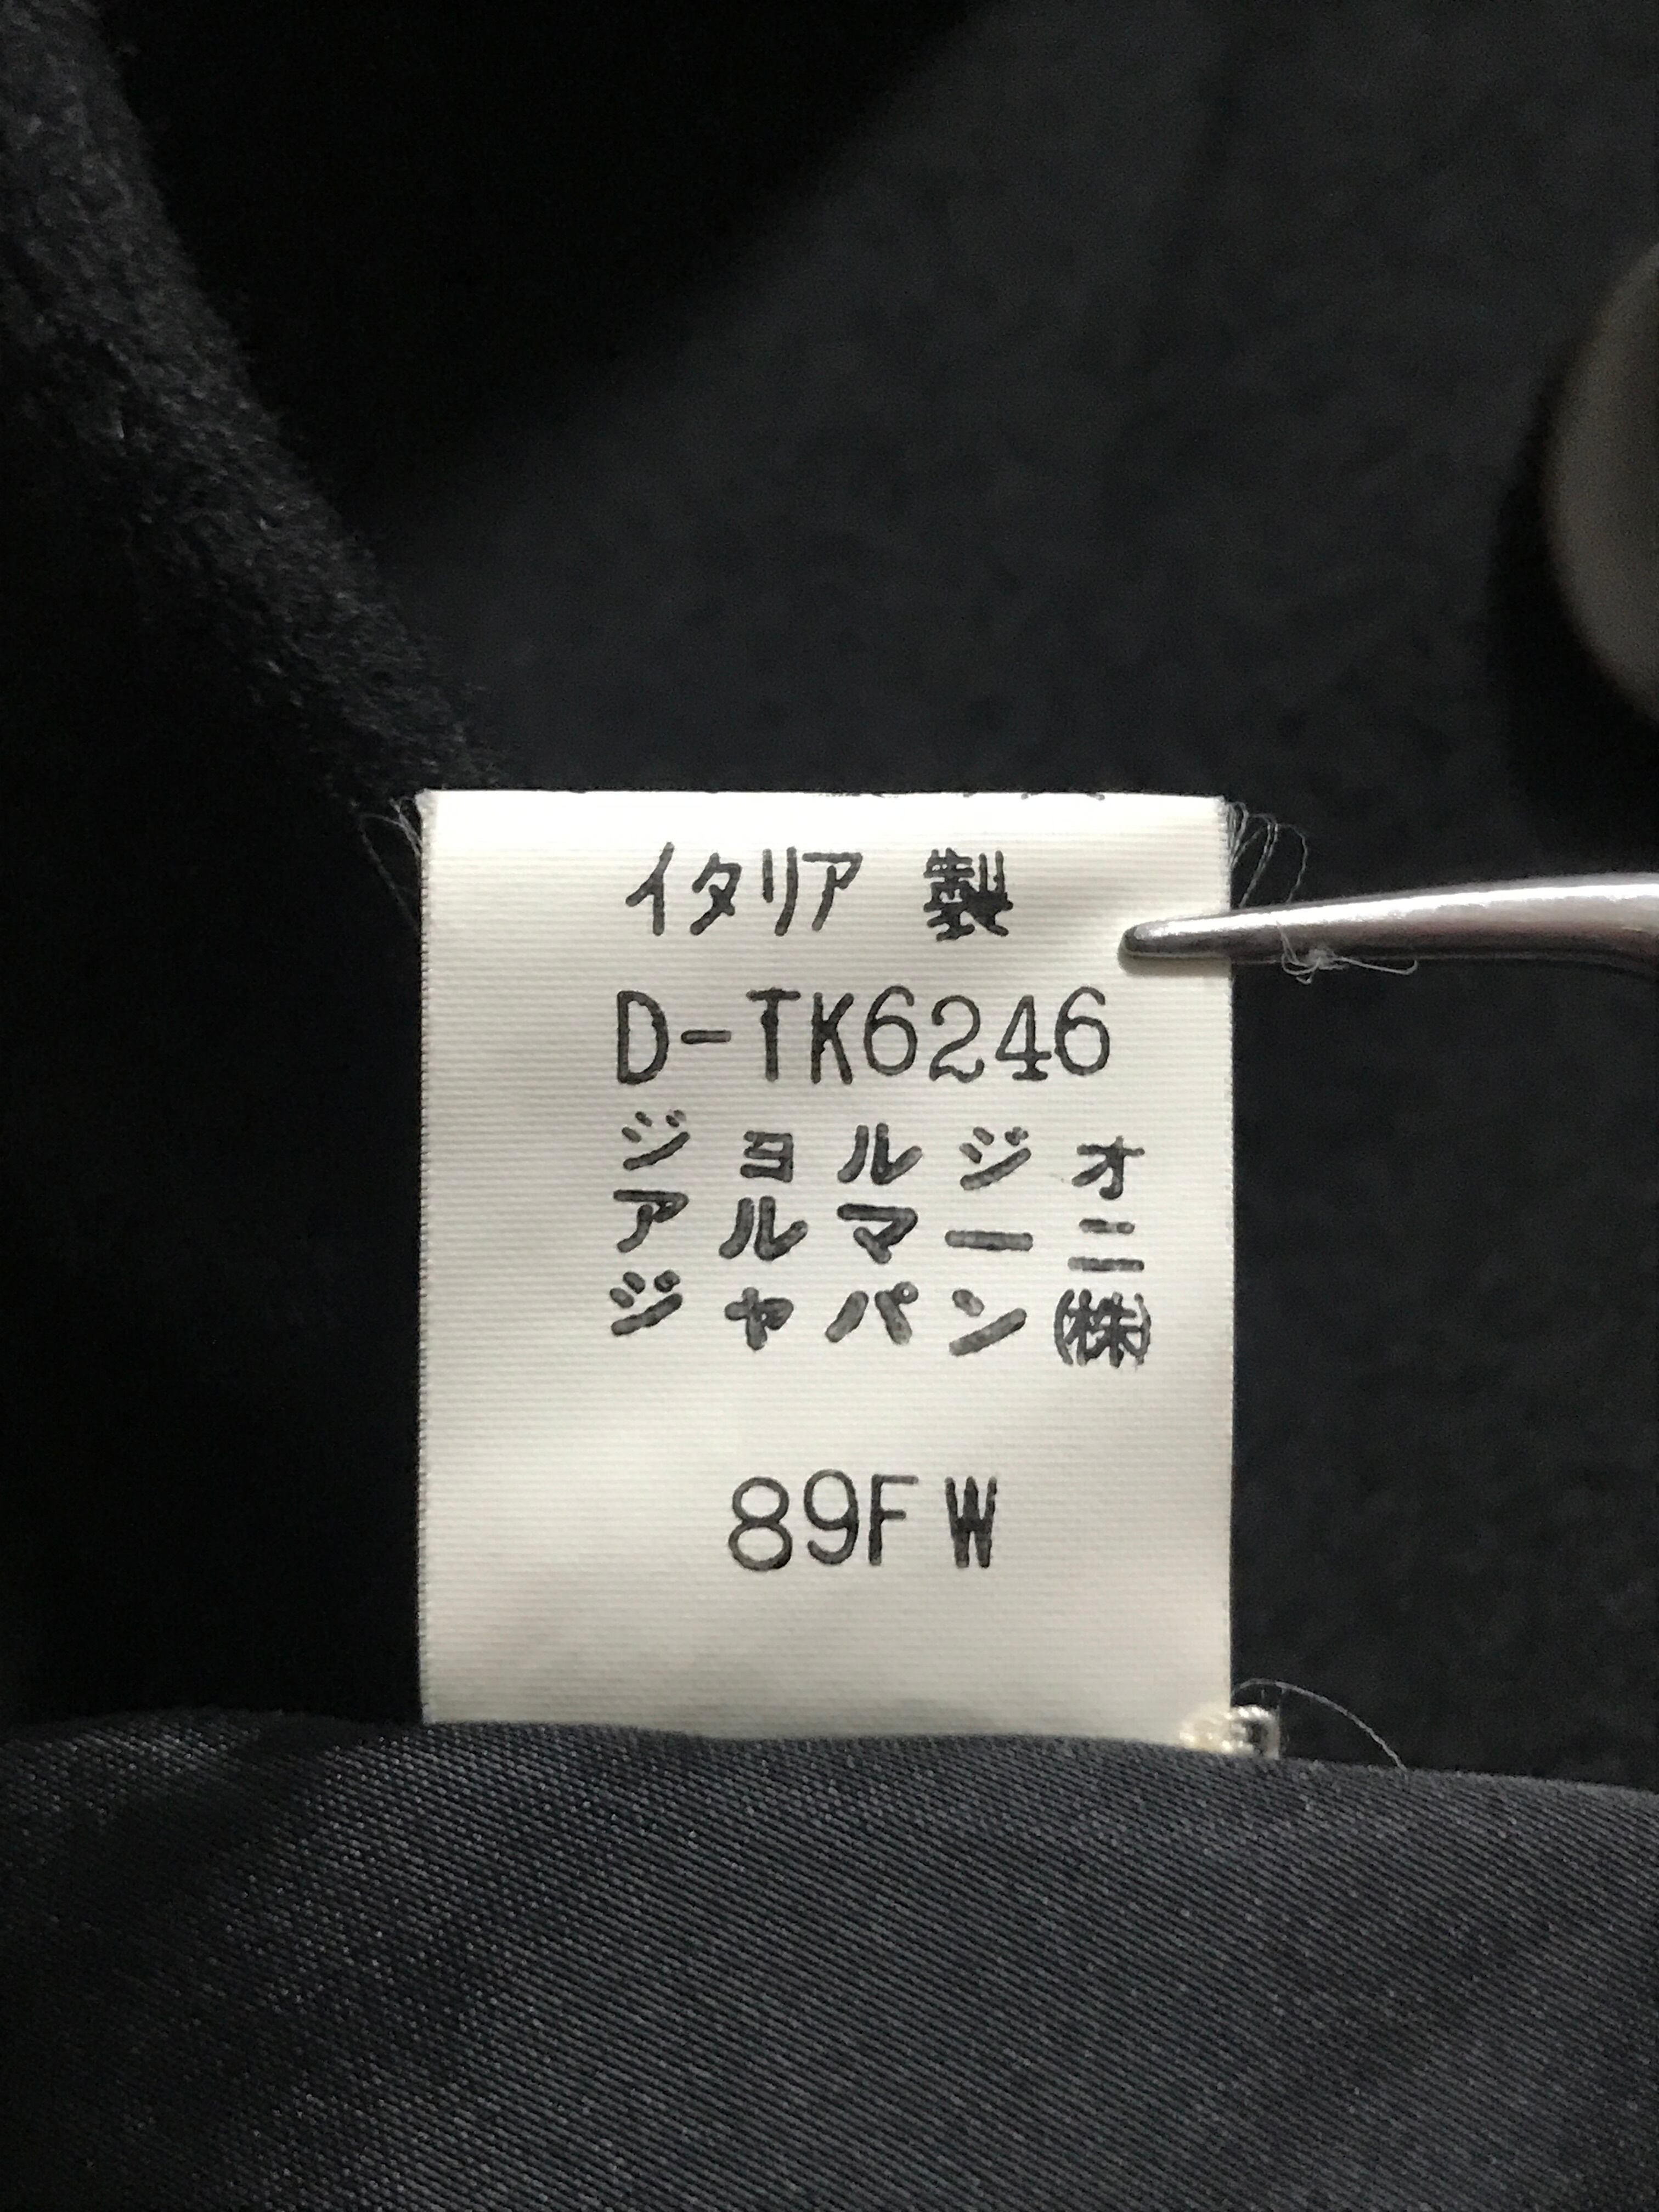 イタリア 製
D-TK6246
ジョルジオ
アルマーニ
ジャパン㈱
89FW